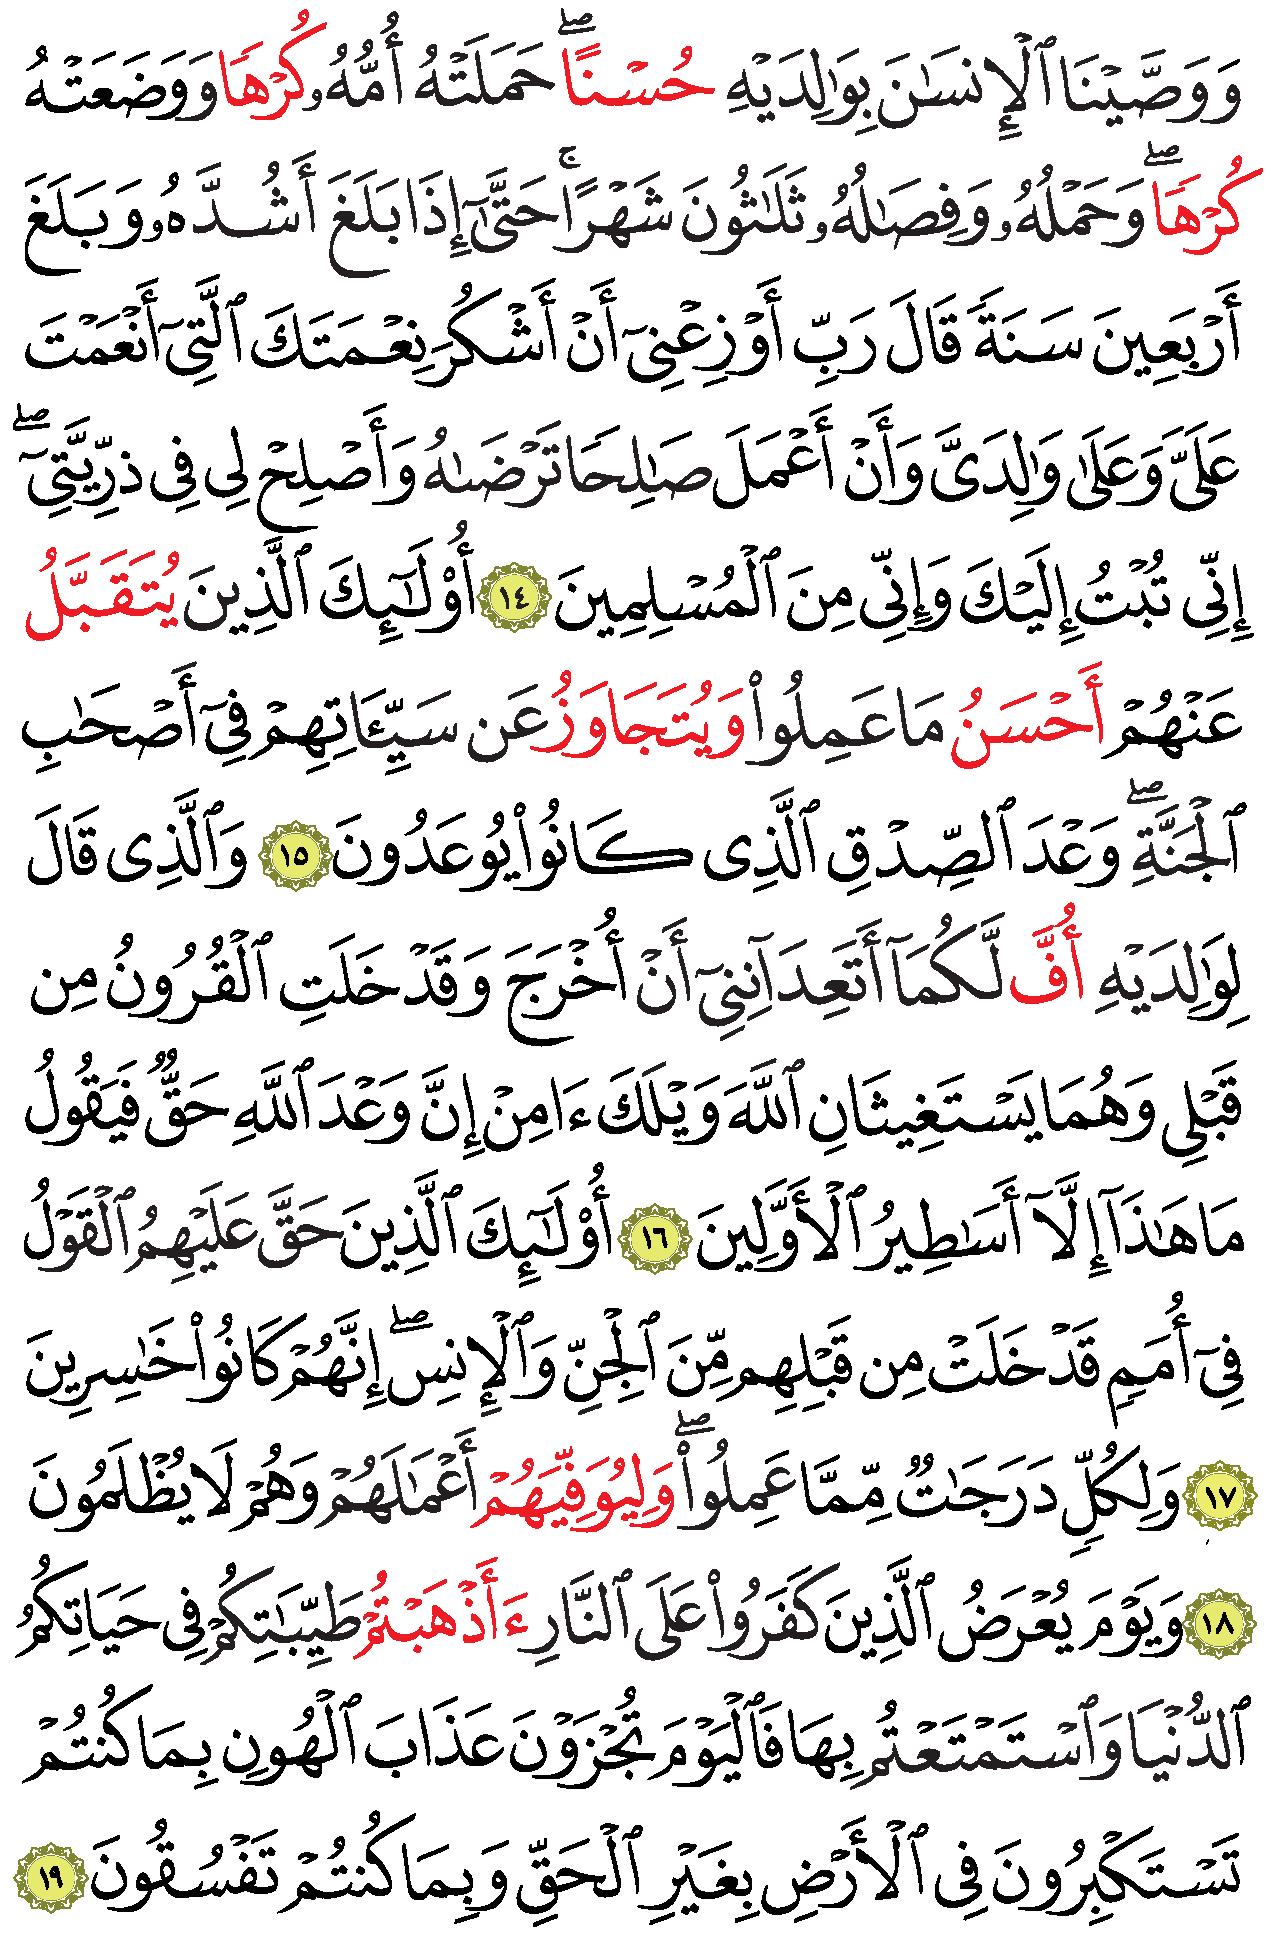 وَوَصَّيْنَا ٱلْإِنسَٰنَ بِوَٰلِدَيْهِ حُسْنًاۖ حَمَلَتْهُ أُمُّهُۥ كُرْهًا وَوَضَعَتْهُ
كُرْهًاۖ وَحَمْلُهُۥ وَفِصَٰلُهُۥ ثَلَٰثُونَ شَهْرًاۚ حَتَّىٰٓ إِذَا بَلَغَ أَشُدَّهُۥ وَبَلَغَ
أَرْبَعِينَ سَنَةً قَالَ رَبِّ أَوْزِعْنِىٓ أَنْ أَشْكُرَ نِعْمَتَكَ ٱلَّتِىٓ أَنْعَمْتَ
عَلَىَّ وَعَلَىٰ وَٰلِدَىَّ وَأَنْ أَعْمَلَ صَٰلِحًا تَرْضَىٰهُ وَأَصْلِحْ لِى فِى ذُرِّيَّتِىٓۖ
إِنِّى تُبْتُ إِلَيْكَ وَإِنِّى مِنَ ٱلْمُسْلِمِينَ ١٤ أُو۟لَٰٓئِكَ ٱلَّذِينَ يُتَقَبَّلُ
عَنْهُمْ أَحْسَنُ مَا عَمِلُوا۟ وَيُتَجَاوَزُ عَن سَيِّـَٔاتِهِمْ فِىٓ أَصْحَٰبِ
ٱلْجَنَّةِۖ وَعْدَ ٱلصِّدْقِ ٱلَّذِى كَانُوا۟ يُوعَدُونَ ١٥ وَٱلَّذِى قَالَ
لِوَٰلِدَيْهِ أُفَّ لَّكُمَآ أَتَعِدَانِنِىٓ أَنْ أُخْرَجَ وَقَدْ خَلَتِ ٱلْقُرُونُ مِن
قَبْلِى وَهُمَا يَسْتَغِيثَانِ ٱللَّهَ وَيْلَكَ ءَامِنْ إِنَّ وَعْدَ ٱللَّهِ حَقٌّ فَيَقُولُ
مَا هَٰذَآ إِلَّآ أَسَٰطِيرُ ٱلْأَوَّلِينَ ١٦ أُو۟لَٰٓئِكَ ٱلَّذِينَ حَقَّ عَلَيْهِمُ ٱلْقَوْلُ
فِىٓ أُمَمٍ قَدْ خَلَتْ مِن قَبْلِهِم مِّنَ ٱلْجِنِّ وَٱلْإِنسِۖ إِنَّهُمْ كَانُوا۟ خَٰسِرِينَ
١٧ وَلِكُلٍّ دَرَجَٰتٌ مِّمَّا عَمِلُوا۟ۖ وَلِيُوَفِّيَهُمْ أَعْمَٰلَهُمْ وَهُمْ لَا يُظْلَمُونَ
١٨ وَيَوْمَ يُعْرَضُ ٱلَّذِينَ كَفَرُوا۟ عَلَى ٱلنَّارِ ءَأَذْهَبْتُمْ طَيِّبَٰتِكُمْ فِى حَيَاتِكُمُ
ٱلدُّنْيَا وَٱسْتَمْتَعْتُم بِهَا فَٱلْيَوْمَ تُجْزَوْنَ عَذَابَ ٱلْهُونِ بِمَا كُنتُمْ
تَسْتَكْبِرُونَ فِى ٱلْأَرْضِ بِغَيْرِ ٱلْحَقِّ وَبِمَا كُنتُمْ تَفْسُقُونَ ١٩